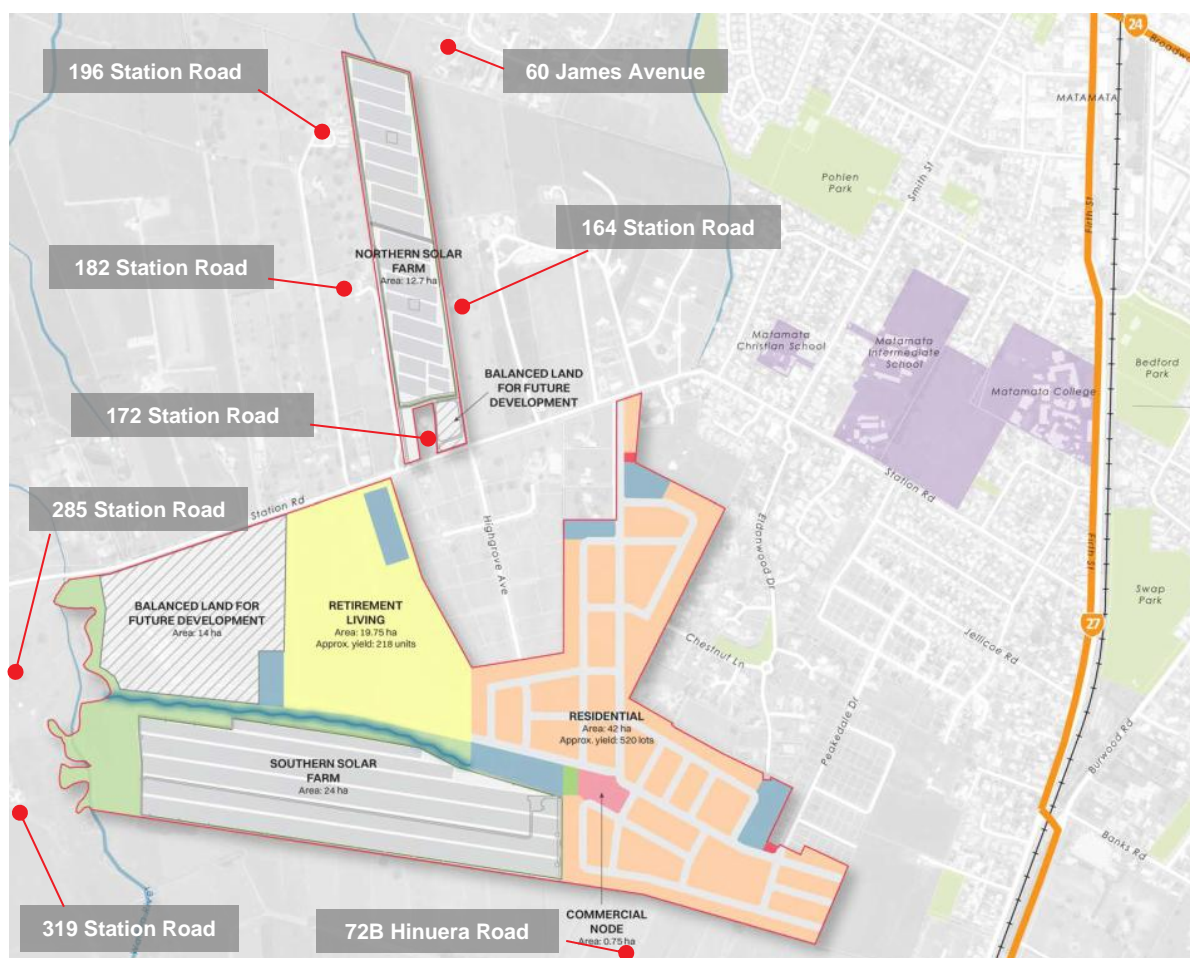 24
Broadway
MATAMATA
196 Station Road
60 James Avenue
Pohlen
Park
Smith St
Firth St
164 Station Road
NORTHERN SOLAR
FARM
Area: 12.7 ha
182 Station Road
Matamata
Christian School
Matamata
Intermediate
School
Bedford
Park
BALANCED LAND
FOR FUTURE
DEVELOPMENT
Matamata College
172 Station Road
Station Rd
285 Station Road
Station Rd
Highgrove Ave
Eldonwood Dr
Firth St
Swap
Park
BALANCED LAND FOR
FUTURE DEVELOPMENT
Area: 14 ha
RETIREMENT
LIVING
Area: 19.75 ha
Approx. yield: 218 units
27
Jellicoe Rd
Chestnut Ln
Peakedale Dr
RESIDENTIAL
Area: 42 ha
Approx. yield: 520 lots
Burwood Rd
SOUTHERN SOLAR
FARM
Area: 24 ha
Banks Rd
319 Station Road
72B Hinuera Road
COMMERCIAL
NODE
Area: 0.75 ha